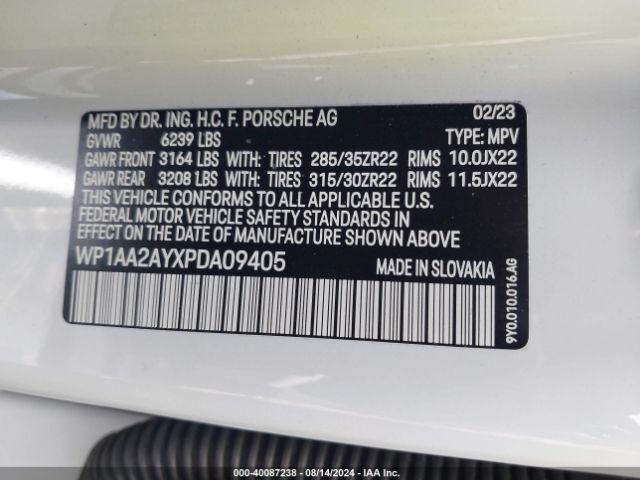 MFD BY DR. ING. H.C. F. PORSCHE AG 02/23
GVWR 6239 LBS TYPE: MPV
GAWR FRONT 3164 LBS WITH: TIRES 285/35ZR22 RIMS 10.0JX22
GAWR REAR 3208 LBS WITH: TIRES 315/30ZR22 RIMS 11.5JX22
THIS VEHICLE CONFORMS TO ALL APPLICABLE U.S.
FEDERAL MOTOR VEHICLE SAFETY STANDARDS IN
EFFECT ON THE DATE OF MANUFACTURE SHOWN ABOVE.
WP1AA2AYXPDA09405 MADE IN SLOVAKIA
9Y0.010.016.AG
000-40087238 - 08/14/2024 - IAA Inc.